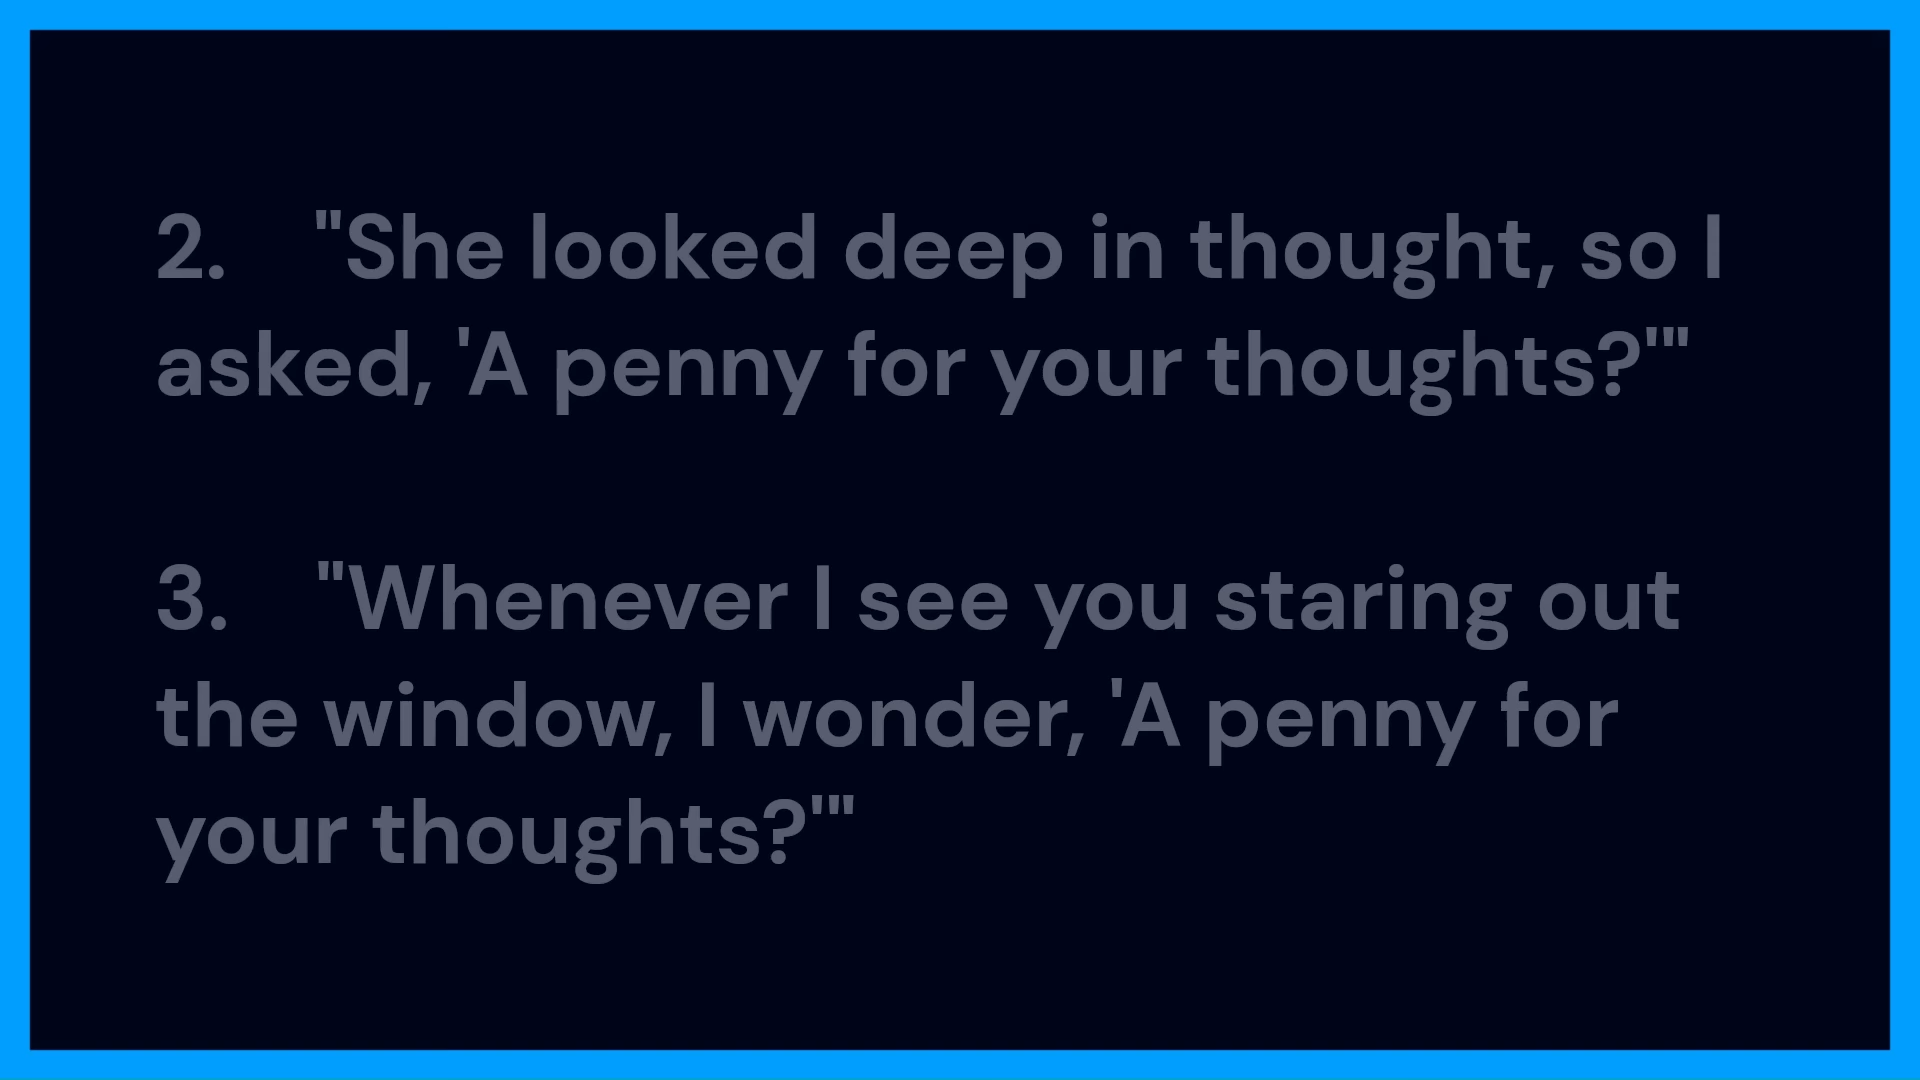 2. "She looked deep in thought, so I
asked, 'A penny for your thoughts?'"
3. "Whenever I see you staring out
the window, I wonder, 'A penny for
your thoughts?'"